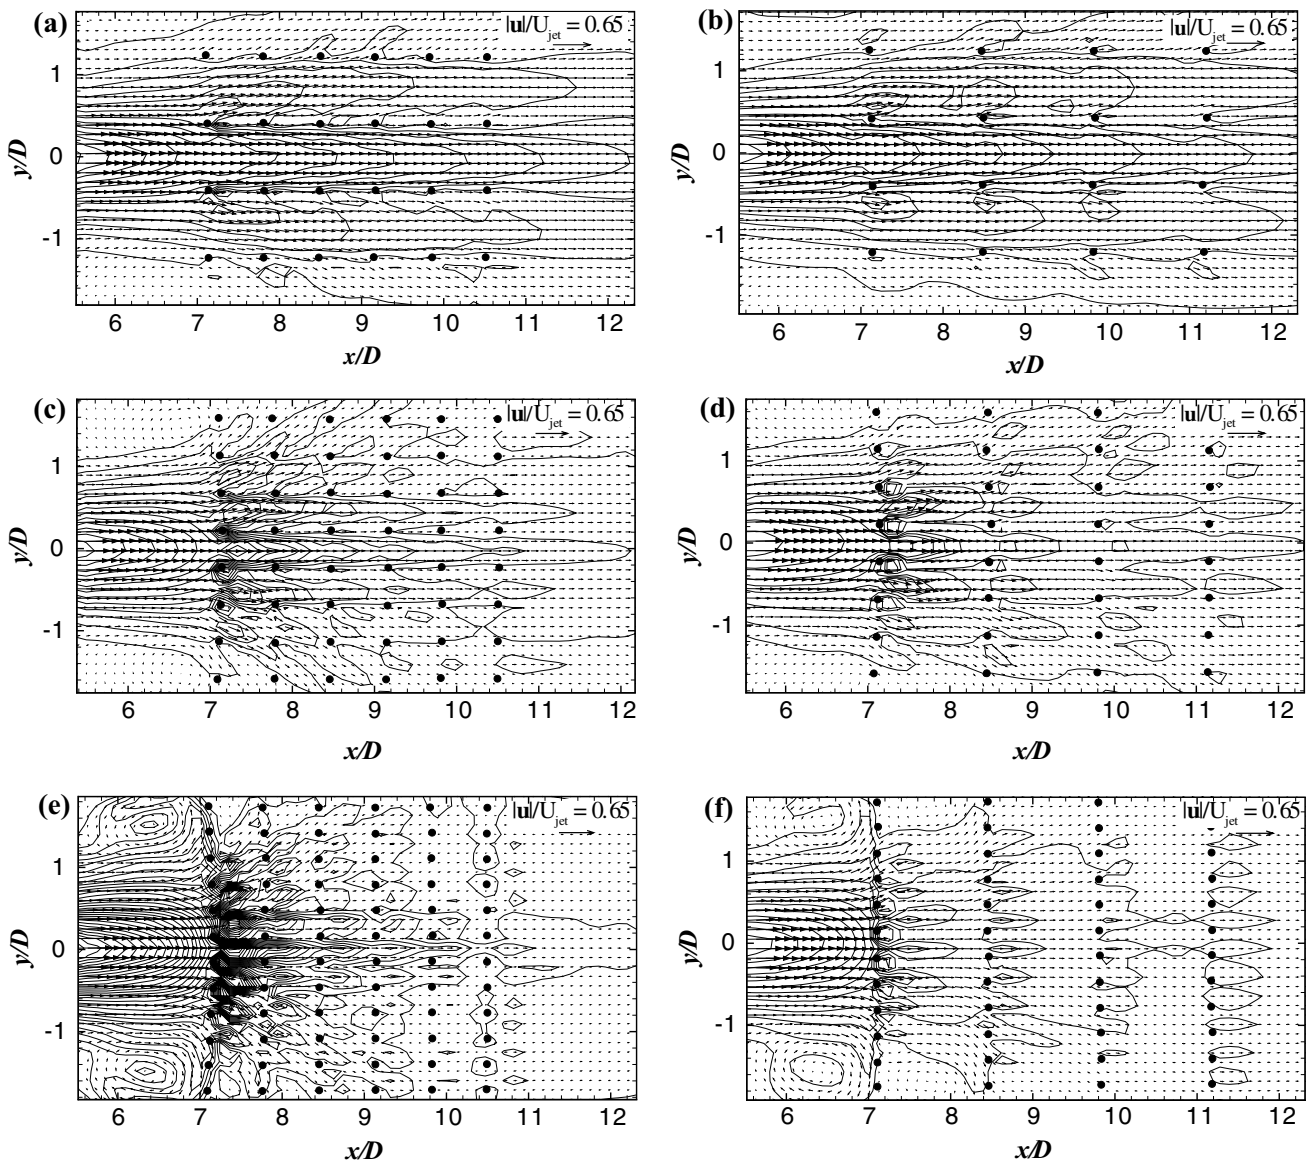 (a)
|u|/U_jet = 0.65
1
0
-1
y/D
6 7 8 9 10 11 12
x/D
(b)
|u|/U_jet = 0.65
1
0
-1
y/D
6 7 8 9 10 11 12
x/D
(c)
|u|/U_jet = 0.65
1
0
-1
y/D
6 7 8 9 10 11 12
x/D
(d)
|u|/U_jet = 0.65
1
0
-1
y/D
6 7 8 9 10 11 12
x/D
(e)
|u|/U_jet = 0.65
1
0
-1
y/D
6 7 8 9 10 11 12
x/D
(f)
|u|/U_jet = 0.65
1
0
-1
y/D
6 7 8 9 10 11 12
x/D